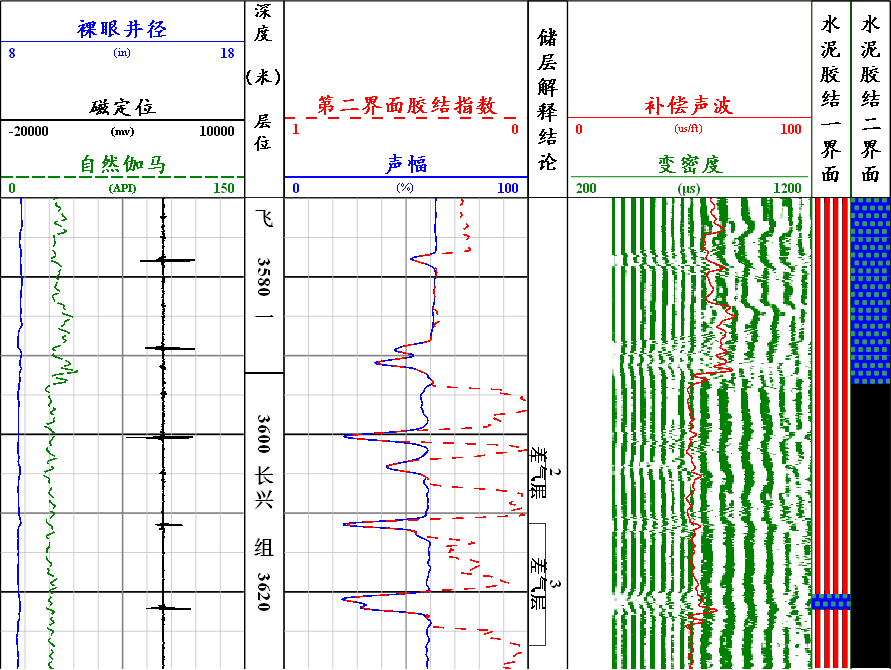 裸眼井径
8 (in) 18
磁定位
-20000 (mv) 10000
自然伽马
0 (API) 150
深度(米)
层位
第二界面胶结指数
1 0
声幅
0 (%) 100
储层解释结论
补偿声波
0 (us/ft) 100
变密度
200 (μs) 1200
水泥胶结一界面
水泥胶结二界面
飞
3580
一
3600
长兴
组
3620
2
差气层
3
差气层